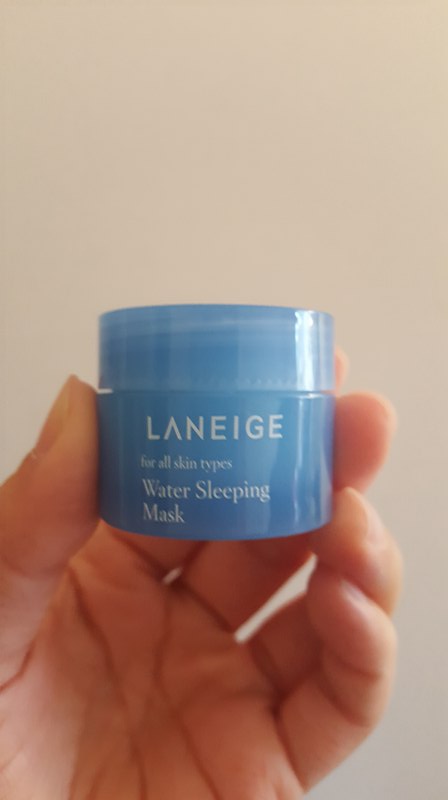 LANEIGE
for all skin types
Water Sleeping
Mask